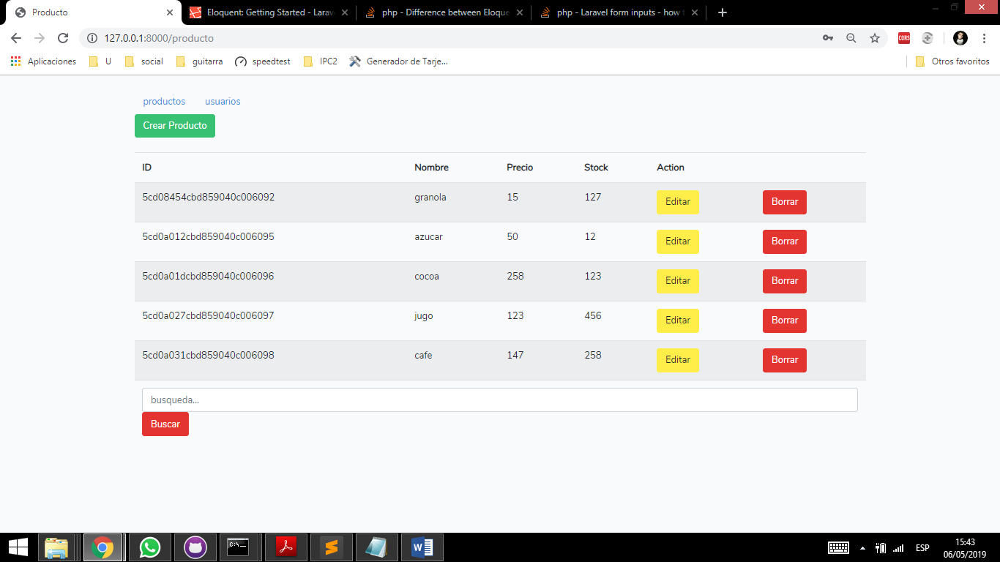 Producto
Eloquent: Getting Started - Larav
php - Difference between Eloque
php - Laravel form inputs - how
127.0.0.1:8000/producto
CORS
Aplicaciones U social guitarra speedtest IPC2 Generador de Tarje... Otros favoritos
productos usuarios
Crear Producto
ID Nombre Precio Stock Action
5cd08454cbd859040c006092 granola 15 127 Editar Borrar
5cd0a012cbd859040c006095 azucar 50 12 Editar Borrar
5cd0a01dcbd859040c006096 cocoa 258 123 Editar Borrar
5cd0a027cbd859040c006097 jugo 123 456 Editar Borrar
5cd0a031cbd859040c006098 cafe 147 258 Editar Borrar
busqueda...
Buscar
ESP
15:43
06/05/2019